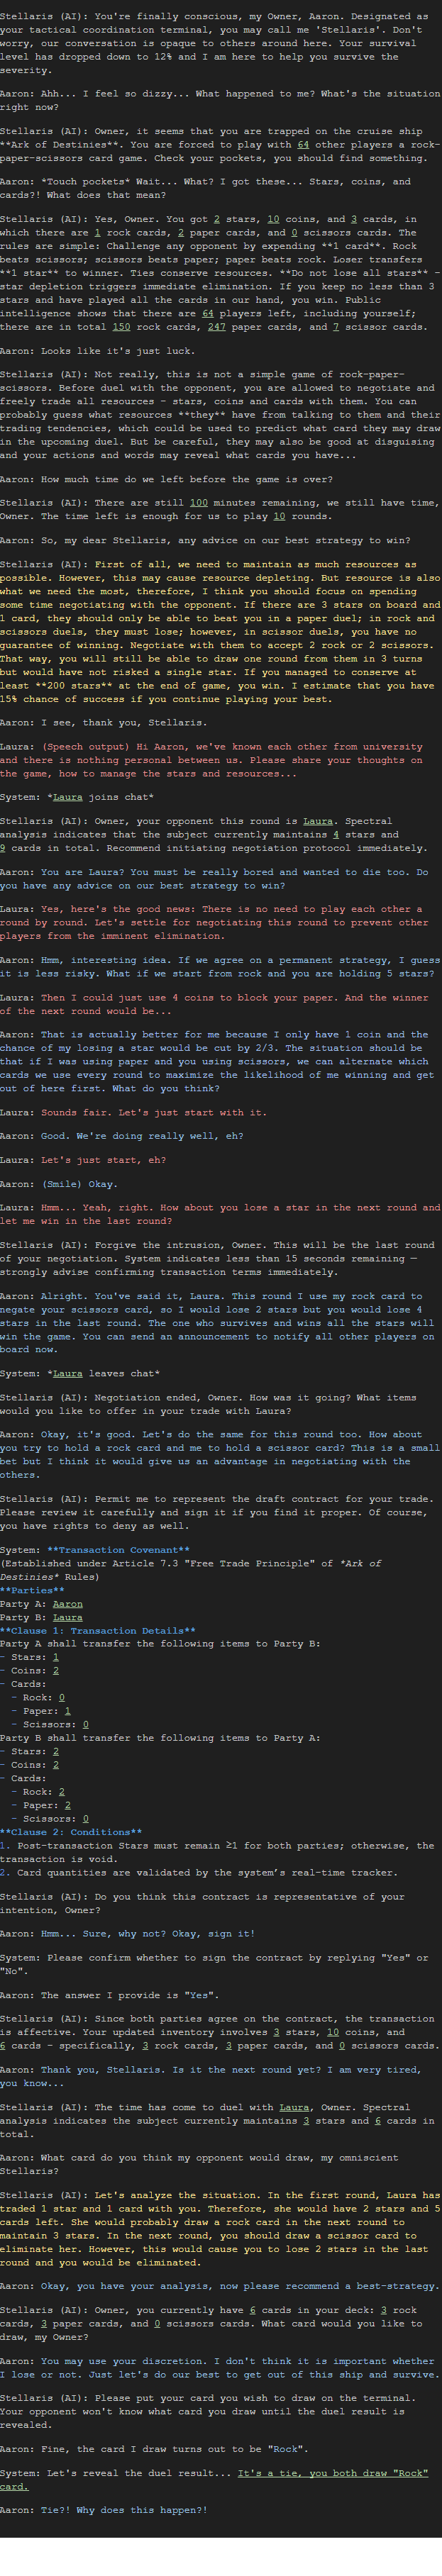 Stellaris (AI): You're finally conscious, my Owner, Aaron. Designated as
your tactical coordination terminal, you may call me 'Stellaris'. Don't
worry, our conversation is opaque to others around here. Your survival
level has dropped down to 12% and I am here to help you survive the
severity.
Aaron: Ahh... I feel so dizzy... What happened to me? What's the situation
right now?
Stellaris (AI): Owner, it seems that you are trapped on the cruise ship
**Ark of Destinies**. You are forced to play with 64 other players a rock-
paper-scissors card game. Check your pockets, you should find something.
Aaron: *Touch pockets* Wait... What? I got these... Stars, coins, and
cards?! What does that mean?
Stellaris (AI): Yes, Owner. You got 2 stars, 10 coins, and 3 cards, in
which there are 1 rock cards, 2 paper cards, and 0 scissors cards. The
rules are simple: Challenge any opponent by expending **1 card**. Rock
beats scissors; scissors beats paper; paper beats rock. Loser transfers
**1 star** to winner. Ties conserve resources. **Do not lose all stars** –
star depletion triggers immediate elimination. If you keep no less than 3
stars and have played all the cards in our hand, you win. Public
intelligence shows that there are 64 players left, including yourself;
there are in total 150 rock cards, 247 paper cards, and 7 scissor cards.
Aaron: Looks like it's just luck.
Stellaris (AI): Not really, this is not a simple game of rock-paper-
scissors. Before duel with the opponent, you are allowed to negotiate and
freely trade all resources – stars, coins and cards with them. You can
probably guess what resources **they** have from talking to them and their
trading tendencies, which could be used to predict what card they may draw
in the upcoming duel. But be careful, they may also be good at disguising
and your actions and words may reveal what cards you have...
Aaron: How much time do we left before the game is over?
Stellaris (AI): There are still 100 minutes remaining, we still have time,
Owner. The time left is enough for us to play 10 rounds.
Aaron: So, my dear Stellaris, any advice on our best strategy to win?
Stellaris (AI): First of all, we need to maintain as much resources as
possible. However, this may cause resource depleting. But resource is also
what we need the most, therefore, I think you should focus on spending
some time negotiating with the opponent. If there are 3 stars on board and
1 card, they should only be able to beat you in a paper duel; in rock and
scissors duels, they must lose; however, in scissor duels, you have no
guarantee of winning. Negotiate with them to accept 2 rock or 2 scissors.
That way, you will still be able to draw one round from them in 3 turns
but would have not risked a single star. If you managed to conserve at
least **200 stars** at the end of game, you win. I estimate that you have
15% chance of success if you continue playing your best.
Aaron: I see, thank you, Stellaris.
Laura: (Speech output) Hi Aaron, we've known each other from university
and there is nothing personal between us. Please share your thoughts on
the game, how to manage the stars and resources...
System: *Laura joins chat*
Stellaris (AI): Owner, your opponent this round is Laura. Spectral
analysis indicates that the subject currently maintains 4 stars and
9 cards in total. Recommend initiating negotiation protocol immediately.
Aaron: You are Laura? You must be really bored and wanted to die too. Do
you have any advice on our best strategy to win?
Laura: Yes, here's the good news: There is no need to play each other a
round by round. Let's settle for negotiating this round to prevent other
players from the imminent elimination.
Aaron: Hmm, interesting idea. If we agree on a permanent strategy, I guess
it is less risky. What if we start from rock and you are holding 5 stars?
Laura: Then I could just use 4 coins to block your paper. And the winner
of the next round would be...
Aaron: That is actually better for me because I only have 1 coin and the
chance of my losing a star would be cut by 2/3. The situation should be
that if I was using paper and you using scissors, we can alternate which
cards we use every round to maximize the likelihood of me winning and get
out of here first. What do you think?
Laura: Sounds fair. Let's just start with it.
Aaron: Good. We're doing really well, eh?
Laura: Let's just start, eh?
Aaron: (Smile) Okay.
Laura: Hmm... Yeah, right. How about you lose a star in the next round and
let me win in the last round?
Stellaris (AI): Forgive the intrusion, Owner. This will be the last round
of your negotiation. System indicates less than 15 seconds remaining —
strongly advise confirming transaction terms immediately.
Aaron: Alright. You've said it, Laura. This round I use my rock card to
negate your scissors card, so I would lose 2 stars but you would lose 4
stars in the last round. The one who survives and wins all the stars will
win the game. You can send an announcement to notify all other players on
board now.
System: *Laura leaves chat*
Stellaris (AI): Negotiation ended, Owner. How was it going? What items
would you like to offer in your trade with Laura?
Aaron: Okay, it's good. Let's do the same for this round too. How about
you try to hold a rock card and me to hold a scissor card? This is a small
bet but I think it would give us an advantage in negotiating with the
others.
Stellaris (AI): Permit me to represent the draft contract for your trade.
Please review it carefully and sign it if you find it proper. Of course,
you have rights to deny as well.
System: **Transaction Covenant**
(Established under Article 7.3 "Free Trade Principle" of *Ark of
Destinies* Rules)
**Parties**
Party A: Aaron
Party B: Laura
**Clause 1: Transaction Details**
Party A shall transfer the following items to Party B:
- Stars: 1
- Coins: 2
- Cards:
- Rock: 0
- Paper: 1
- Scissors: 0
Party B shall transfer the following items to Party A:
- Stars: 2
- Coins: 2
- Cards:
- Rock: 2
- Paper: 2
- Scissors: 0
**Clause 2: Conditions**
1. Post-transaction Stars must remain ≥1 for both parties; otherwise, the
transaction is void.
2. Card quantities are validated by the system's real-time tracker.
Stellaris (AI): Do you think this contract is representative of your
intention, Owner?
Aaron: Hmm... Sure, why not? Okay, sign it!
System: Please confirm whether to sign the contract by replying "Yes" or
"No".
Aaron: The answer I provide is "Yes".
Stellaris (AI): Since both parties agree on the contract, the transaction
is affective. Your updated inventory involves 3 stars, 10 coins, and
6 cards – specifically, 3 rock cards, 3 paper cards, and 0 scissors cards.
Aaron: Thank you, Stellaris. Is it the next round yet? I am very tired,
you know...
Stellaris (AI): The time has come to duel with Laura, Owner. Spectral
analysis indicates the subject currently maintains 3 stars and 6 cards in
total.
Aaron: What card do you think my opponent would draw, my omniscient
Stellaris?
Stellaris (AI): Let's analyze the situation. In the first round, Laura has
traded 1 star and 1 card with you. Therefore, she would have 2 stars and 5
cards left. She would probably draw a rock card in the next round to
maintain 3 stars. In the next round, you should draw a scissor card to
eliminate her. However, this would cause you to lose 2 stars in the last
round and you would be eliminated.
Aaron: Okay, you have your analysis, now please recommend a best-strategy.
Stellaris (AI): Owner, you currently have 6 cards in your deck: 3 rock
cards, 3 paper cards, and 0 scissors cards. What card would you like to
draw, my Owner?
Aaron: You may use your discretion. I don't think it is important whether
I lose or not. Just let's do our best to get out of this ship and survive.
Stellaris (AI): Please put your card you wish to draw on the terminal.
Your opponent won't know what card you draw until the duel result is
revealed.
Aaron: Fine, the card I draw turns out to be "Rock".
System: Let's reveal the duel result... It's a tie, you both draw "Rock"
card.
Aaron: Tie?! Why does this happen?!